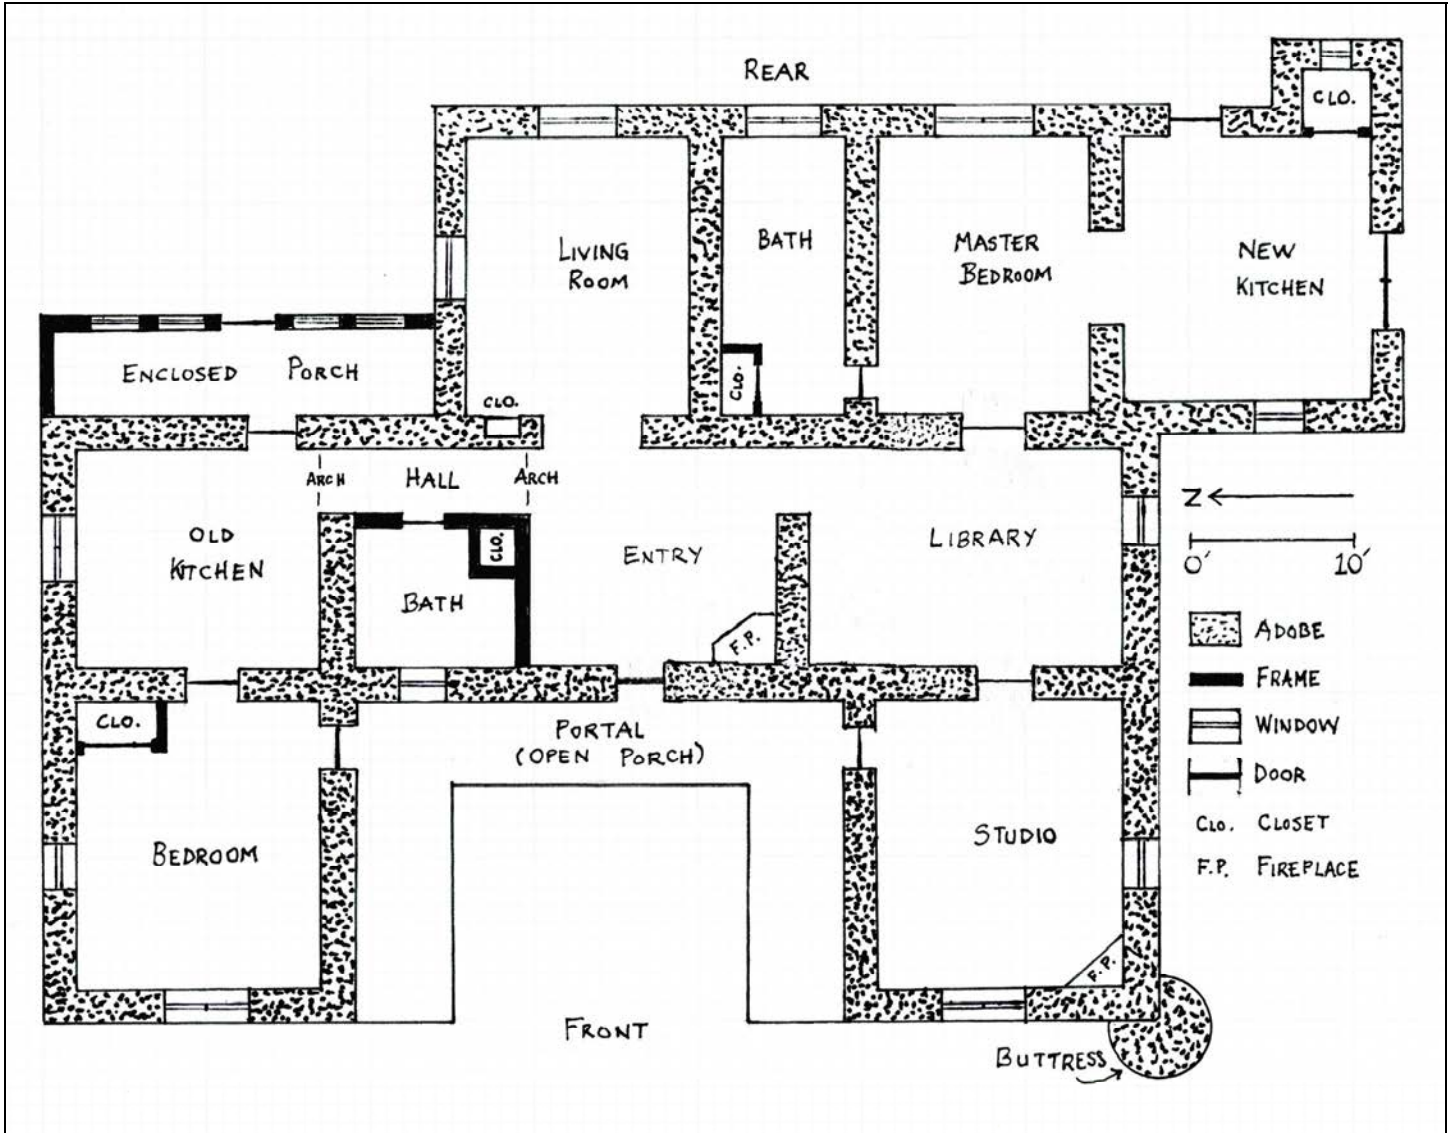 REAR
CLO.
LIVING
ROOM
BATH
MASTER
BEDROOM
NEW
KITCHEN
ENCLOSED PORCH
CLO.
CLO.
ARCH
HALL
ARCH
OLD
KITCHEN
CLO.
BATH
ENTRY
F.P.
LIBRARY
N
0' 10'
ADOBE
FRAME
WINDOW
DOOR
CLO. CLOSET
F.P. FIREPLACE
CLO.
PORTAL
(OPEN PORCH)
BEDROOM
STUDIO
F.P.
FRONT
BUTTRESS